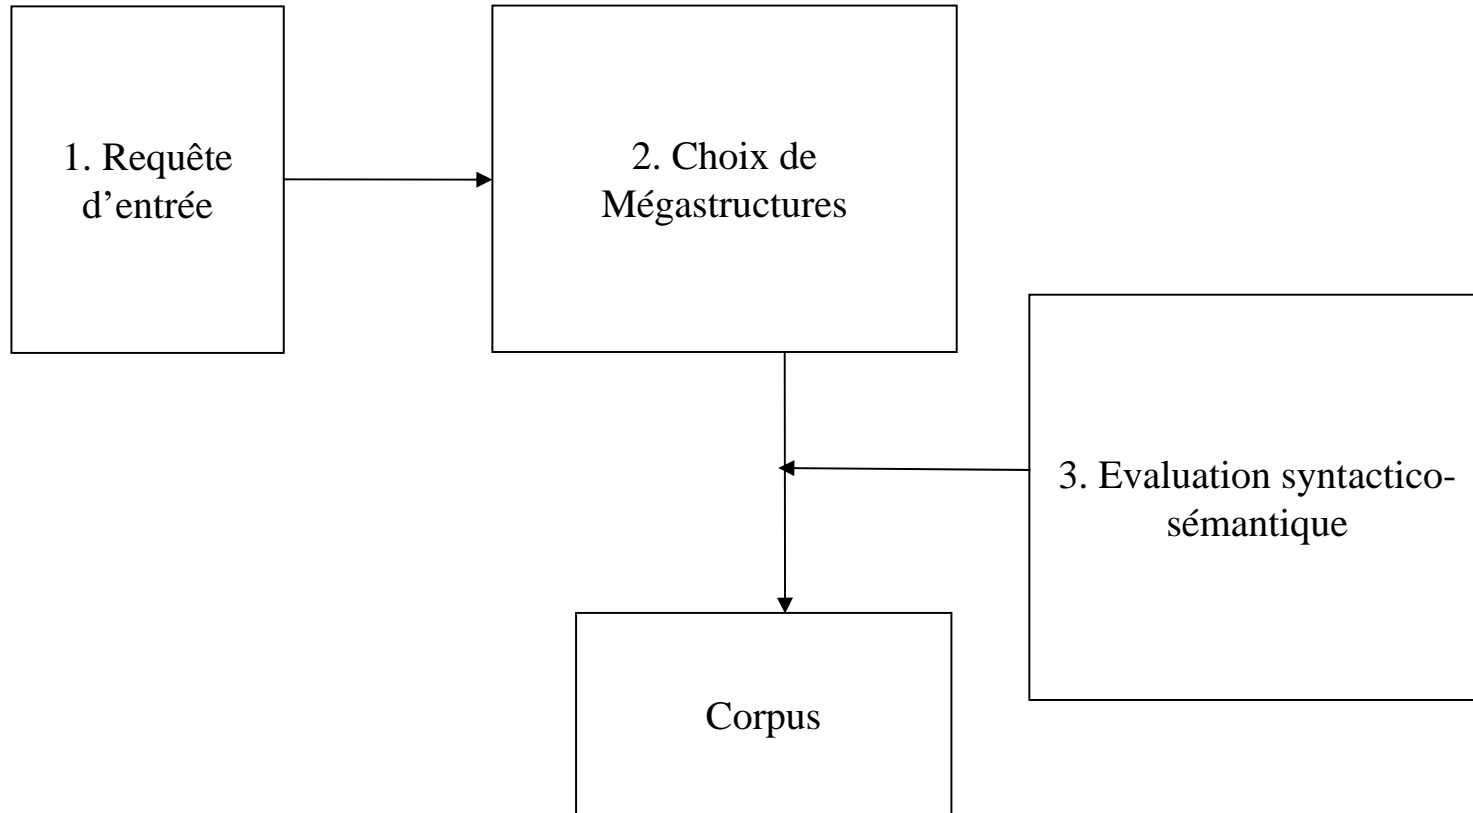 1. Requête
d’entrée
2. Choix de
Mégastructures
3. Evaluation syntactico-
sémantique
Corpus